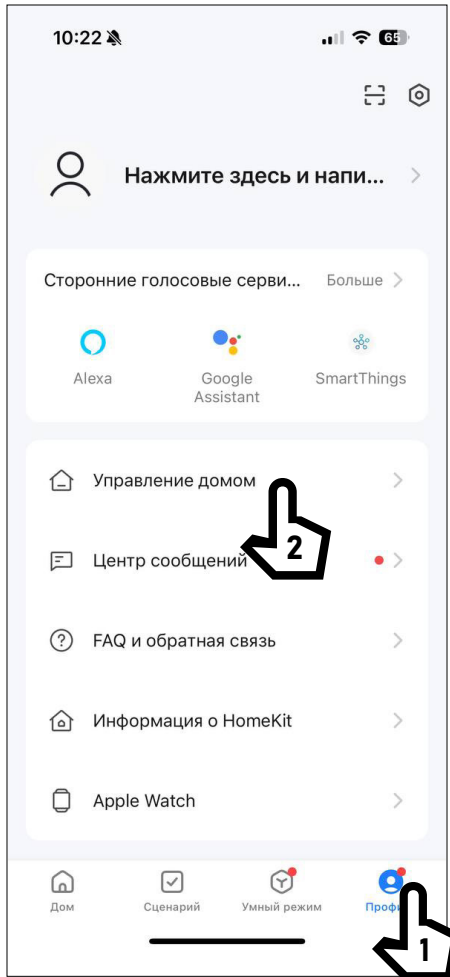 10:22
65
Нажмите здесь и напи...
Сторонние голосовые серви...
Больше
Alexa
Google
Assistant
SmartThings
Управление домом
2
Центр сообщений
FAQ и обратная связь
Информация о HomeKit
Apple Watch
Дом
Сценарий
Умный режим
1